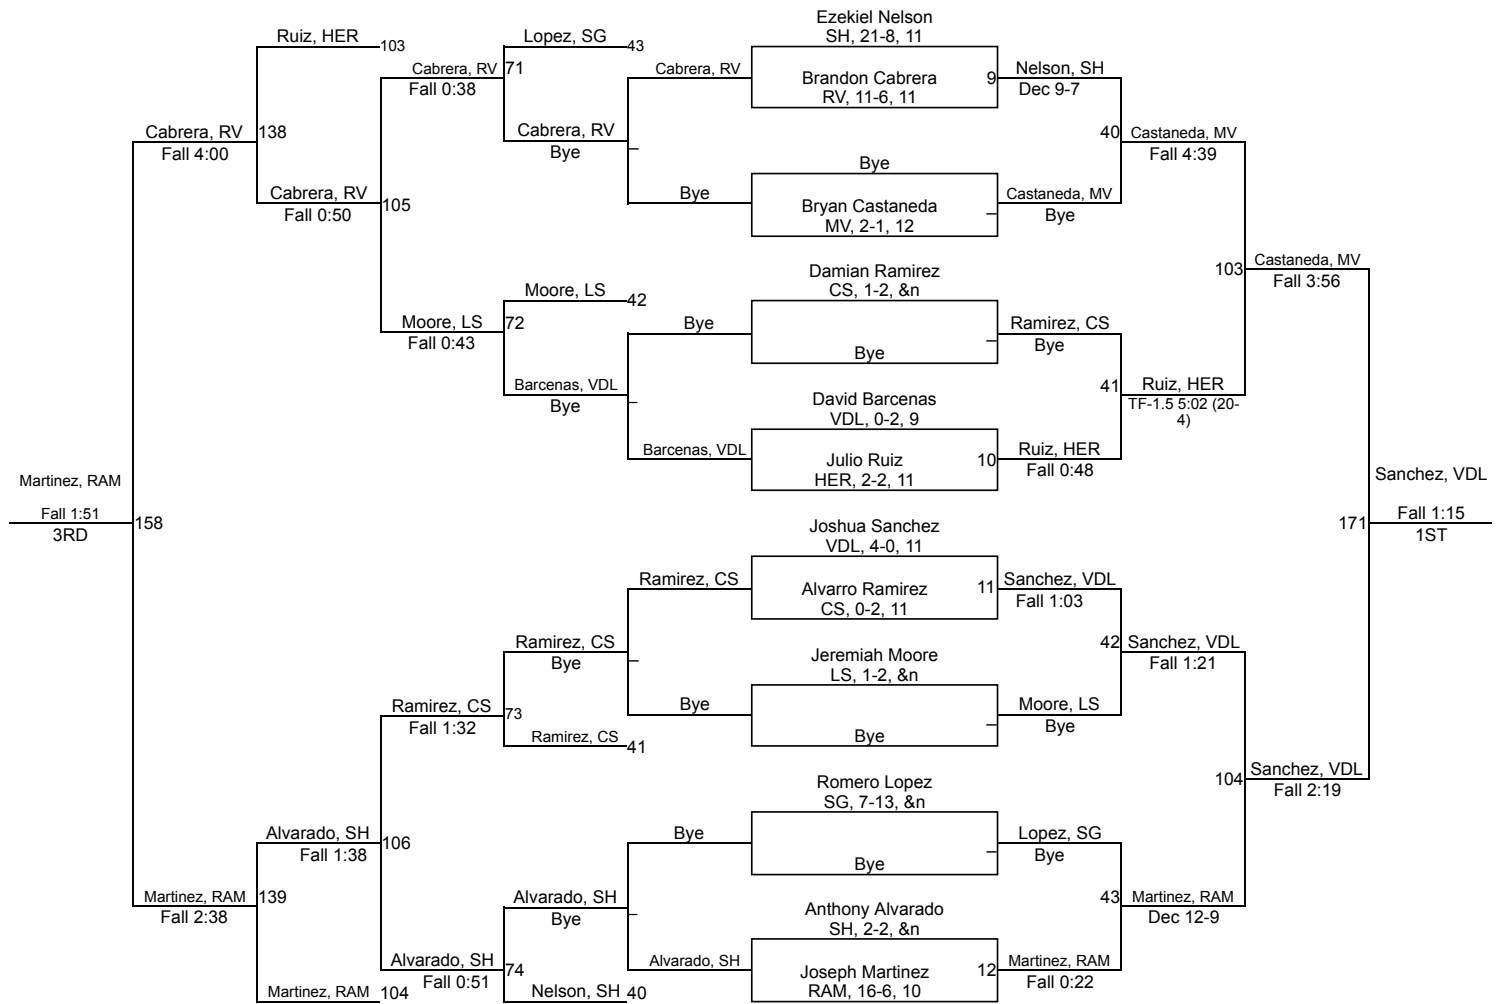 Ezekiel Nelson
SH, 21-8, 11
Brandon Cabrera
RV, 11-6, 11
9
Bye
Bryan Castaneda
MV, 2-1, 12
Damian Ramirez
CS, 1-2, &n
Bye
David Barcenas
VDL, 0-2, 9
Julio Ruiz
HER, 2-2, 11
10
Joshua Sanchez
VDL, 4-0, 11
Alvarro Ramirez
CS, 0-2, 11
11
Jeremiah Moore
LS, 1-2, &n
Bye
Romero Lopez
SG, 7-13, &n
Bye
Anthony Alvarado
SH, 2-2, &n
Joseph Martinez
RAM, 16-6, 10
12
Nelson, SH
Dec 9-7
Castaneda, MV
Bye
Ramirez, CS
Bye
Ruiz, HER
Fall 0:48
Sanchez, VDL
Fall 1:03
Moore, LS
Bye
Lopez, SG
Bye
Martinez, RAM
Fall 0:22
40
Castaneda, MV
Fall 4:39
41
Ruiz, HER
TF-1.5 5:02 (20-
4)
42
Sanchez, VDL
Fall 1:21
43
Martinez, RAM
Dec 12-9
103
Castaneda, MV
Fall 3:56
104
Sanchez, VDL
Fall 2:19
171
Sanchez, VDL
Fall 1:15
1ST
Cabrera, RV
Bye
Bye
Barcenas, VDL
Ramirez, CS
Bye
Bye
Alvarado, SH
Lopez, SG
43
Cabrera, RV
Bye
Moore, LS
42
Barcenas, VDL
Bye
Ramirez, CS
Bye
Ramirez, CS
41
Alvarado, SH
Bye
Nelson, SH
40
Cabrera, RV
Fall 0:38
71
Moore, LS
Fall 0:43
72
Ramirez, CS
Fall 1:32
73
Alvarado, SH
Fall 0:51
74
Ruiz, HER
103
Cabrera, RV
Fall 0:50
105
Alvarado, SH
Fall 1:38
106
Martinez, RAM
104
Cabrera, RV
Fall 4:00
138
Martinez, RAM
Fall 2:38
139
Martinez, RAM
Fall 1:51
3RD
158